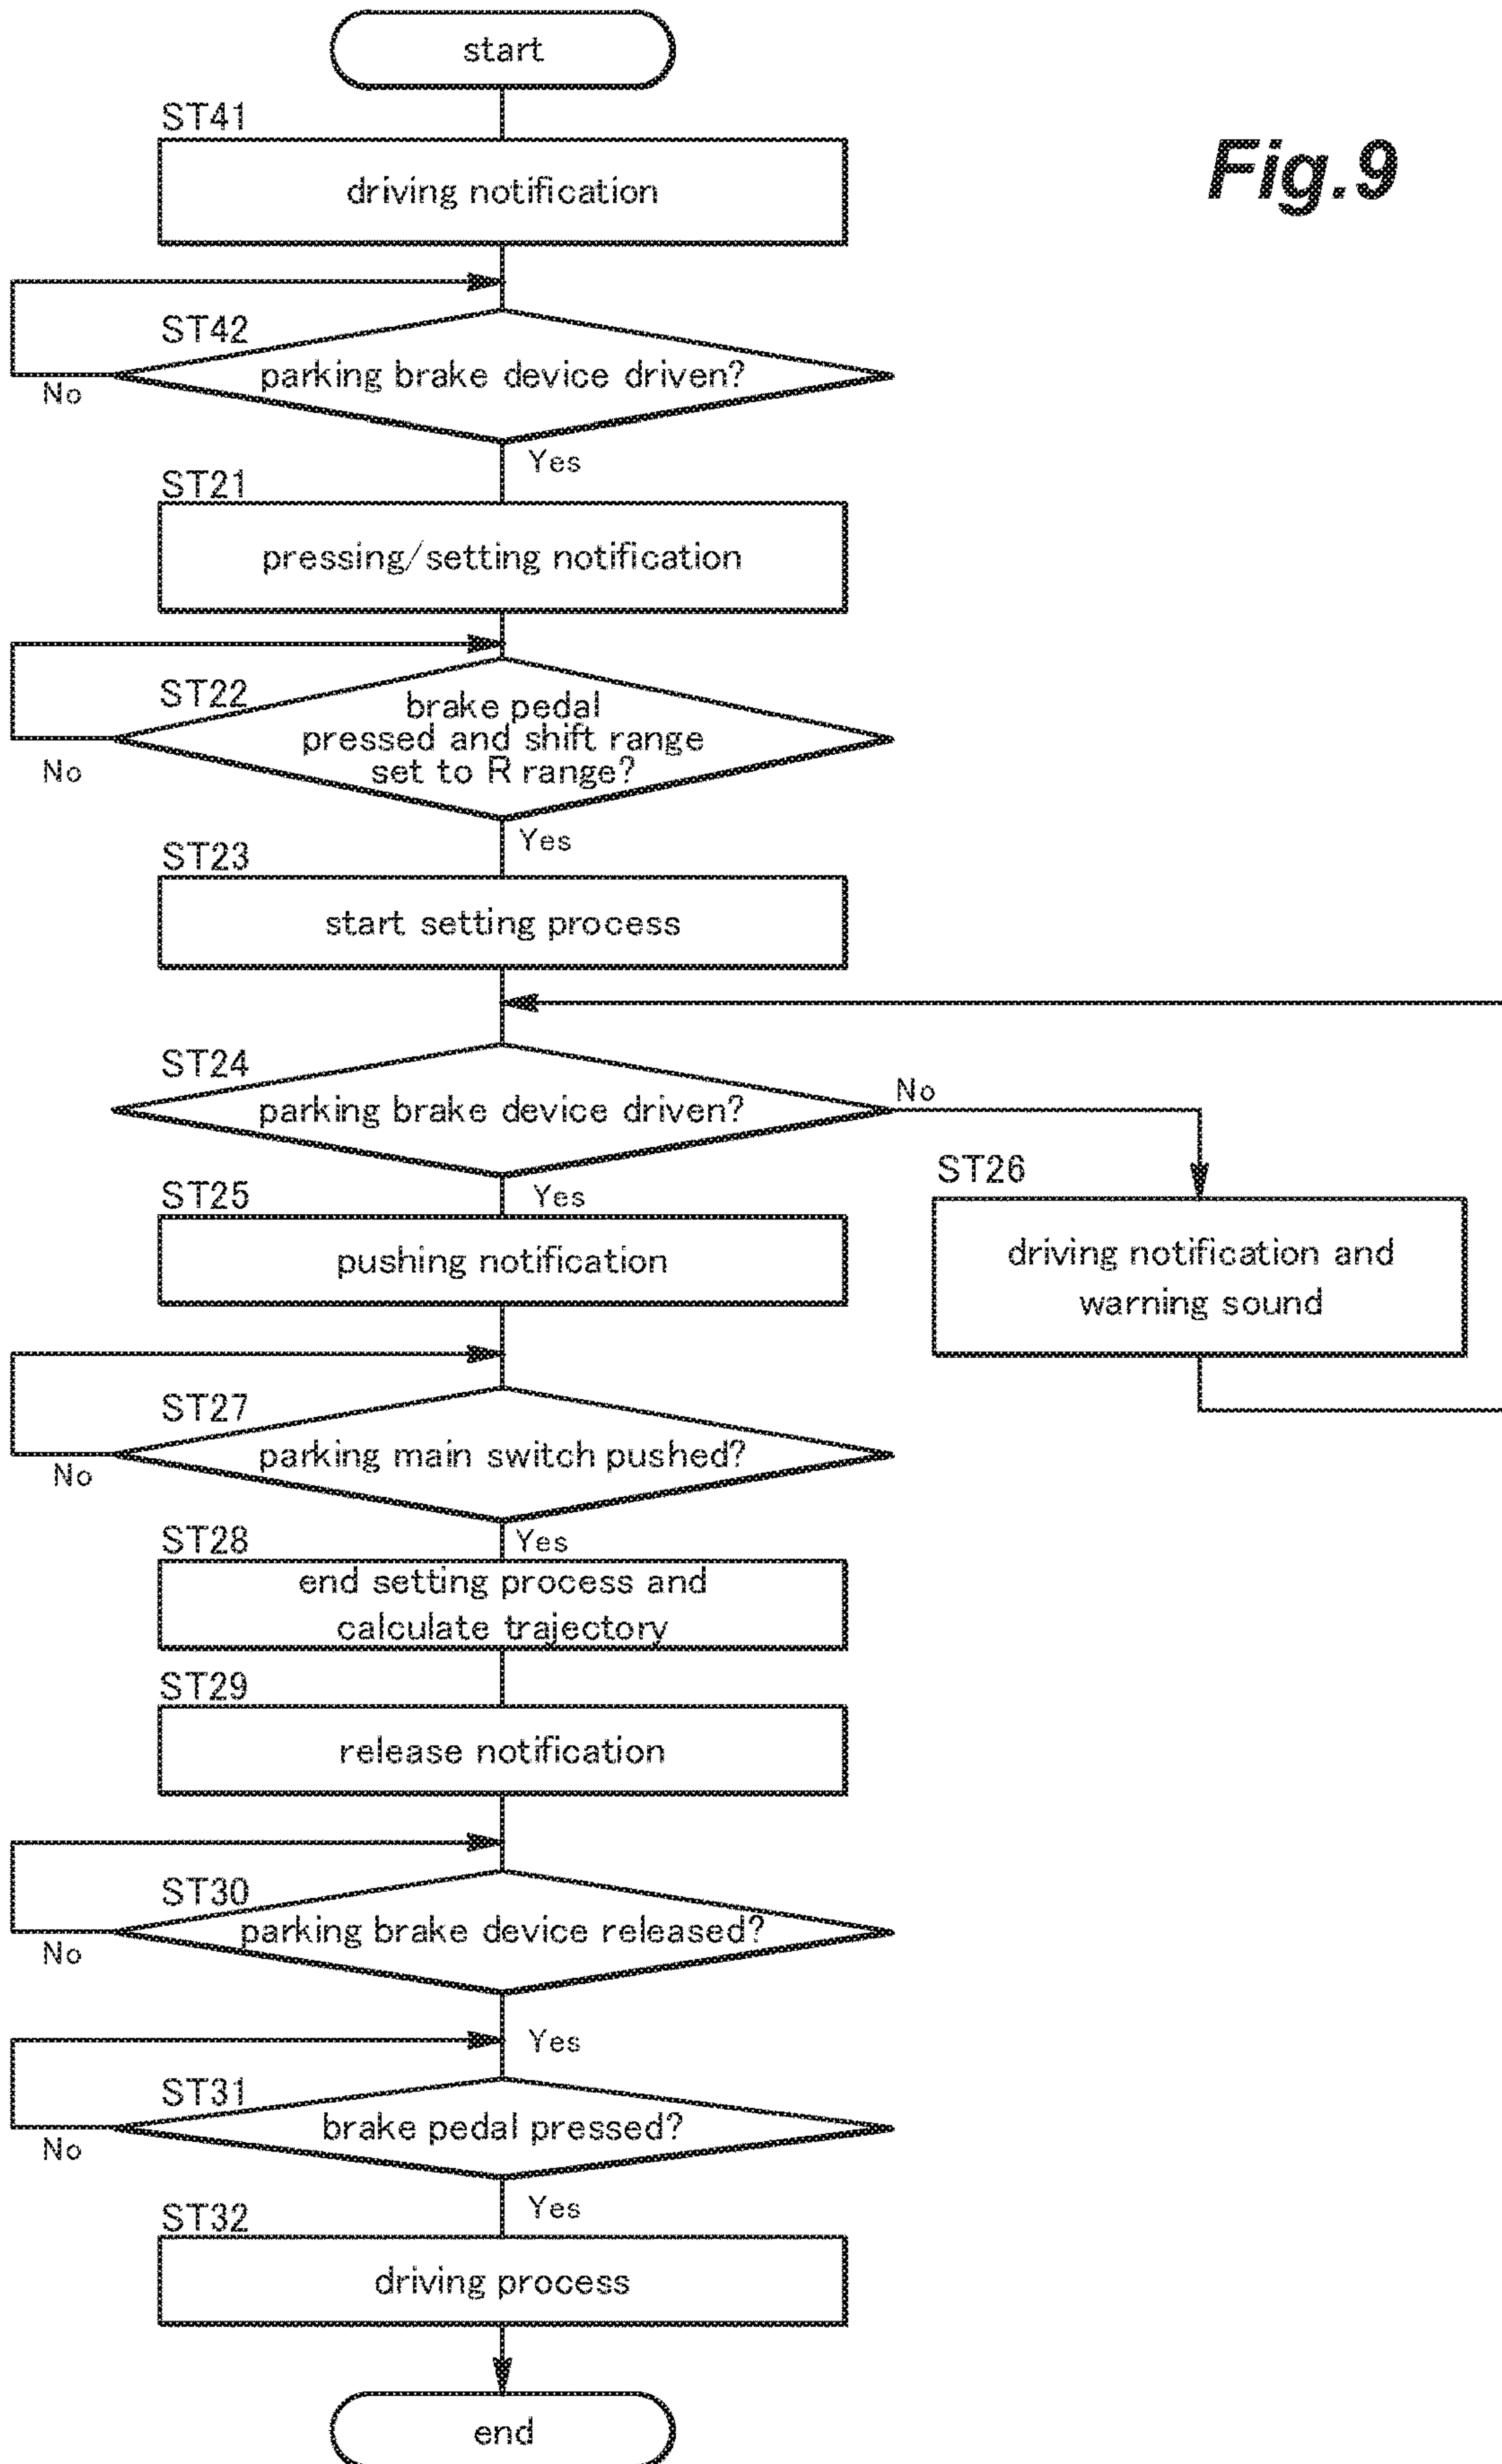 start
Fig.9
ST41
driving notification
ST42
parking brake device driven?
No
Yes
ST21
pressing/setting notification
ST22
brake pedal
pressed and shift range
set to R range?
No
Yes
ST23
start setting process
ST24
parking brake device driven?
No
Yes
ST26
driving notification and
warning sound
ST25
pushing notification
ST27
parking main switch pushed?
No
Yes
ST28
end setting process and
calculate trajectory
ST29
release notification
ST30
parking brake device released?
No
Yes
ST31
brake pedal pressed?
No
Yes
ST32
driving process
end